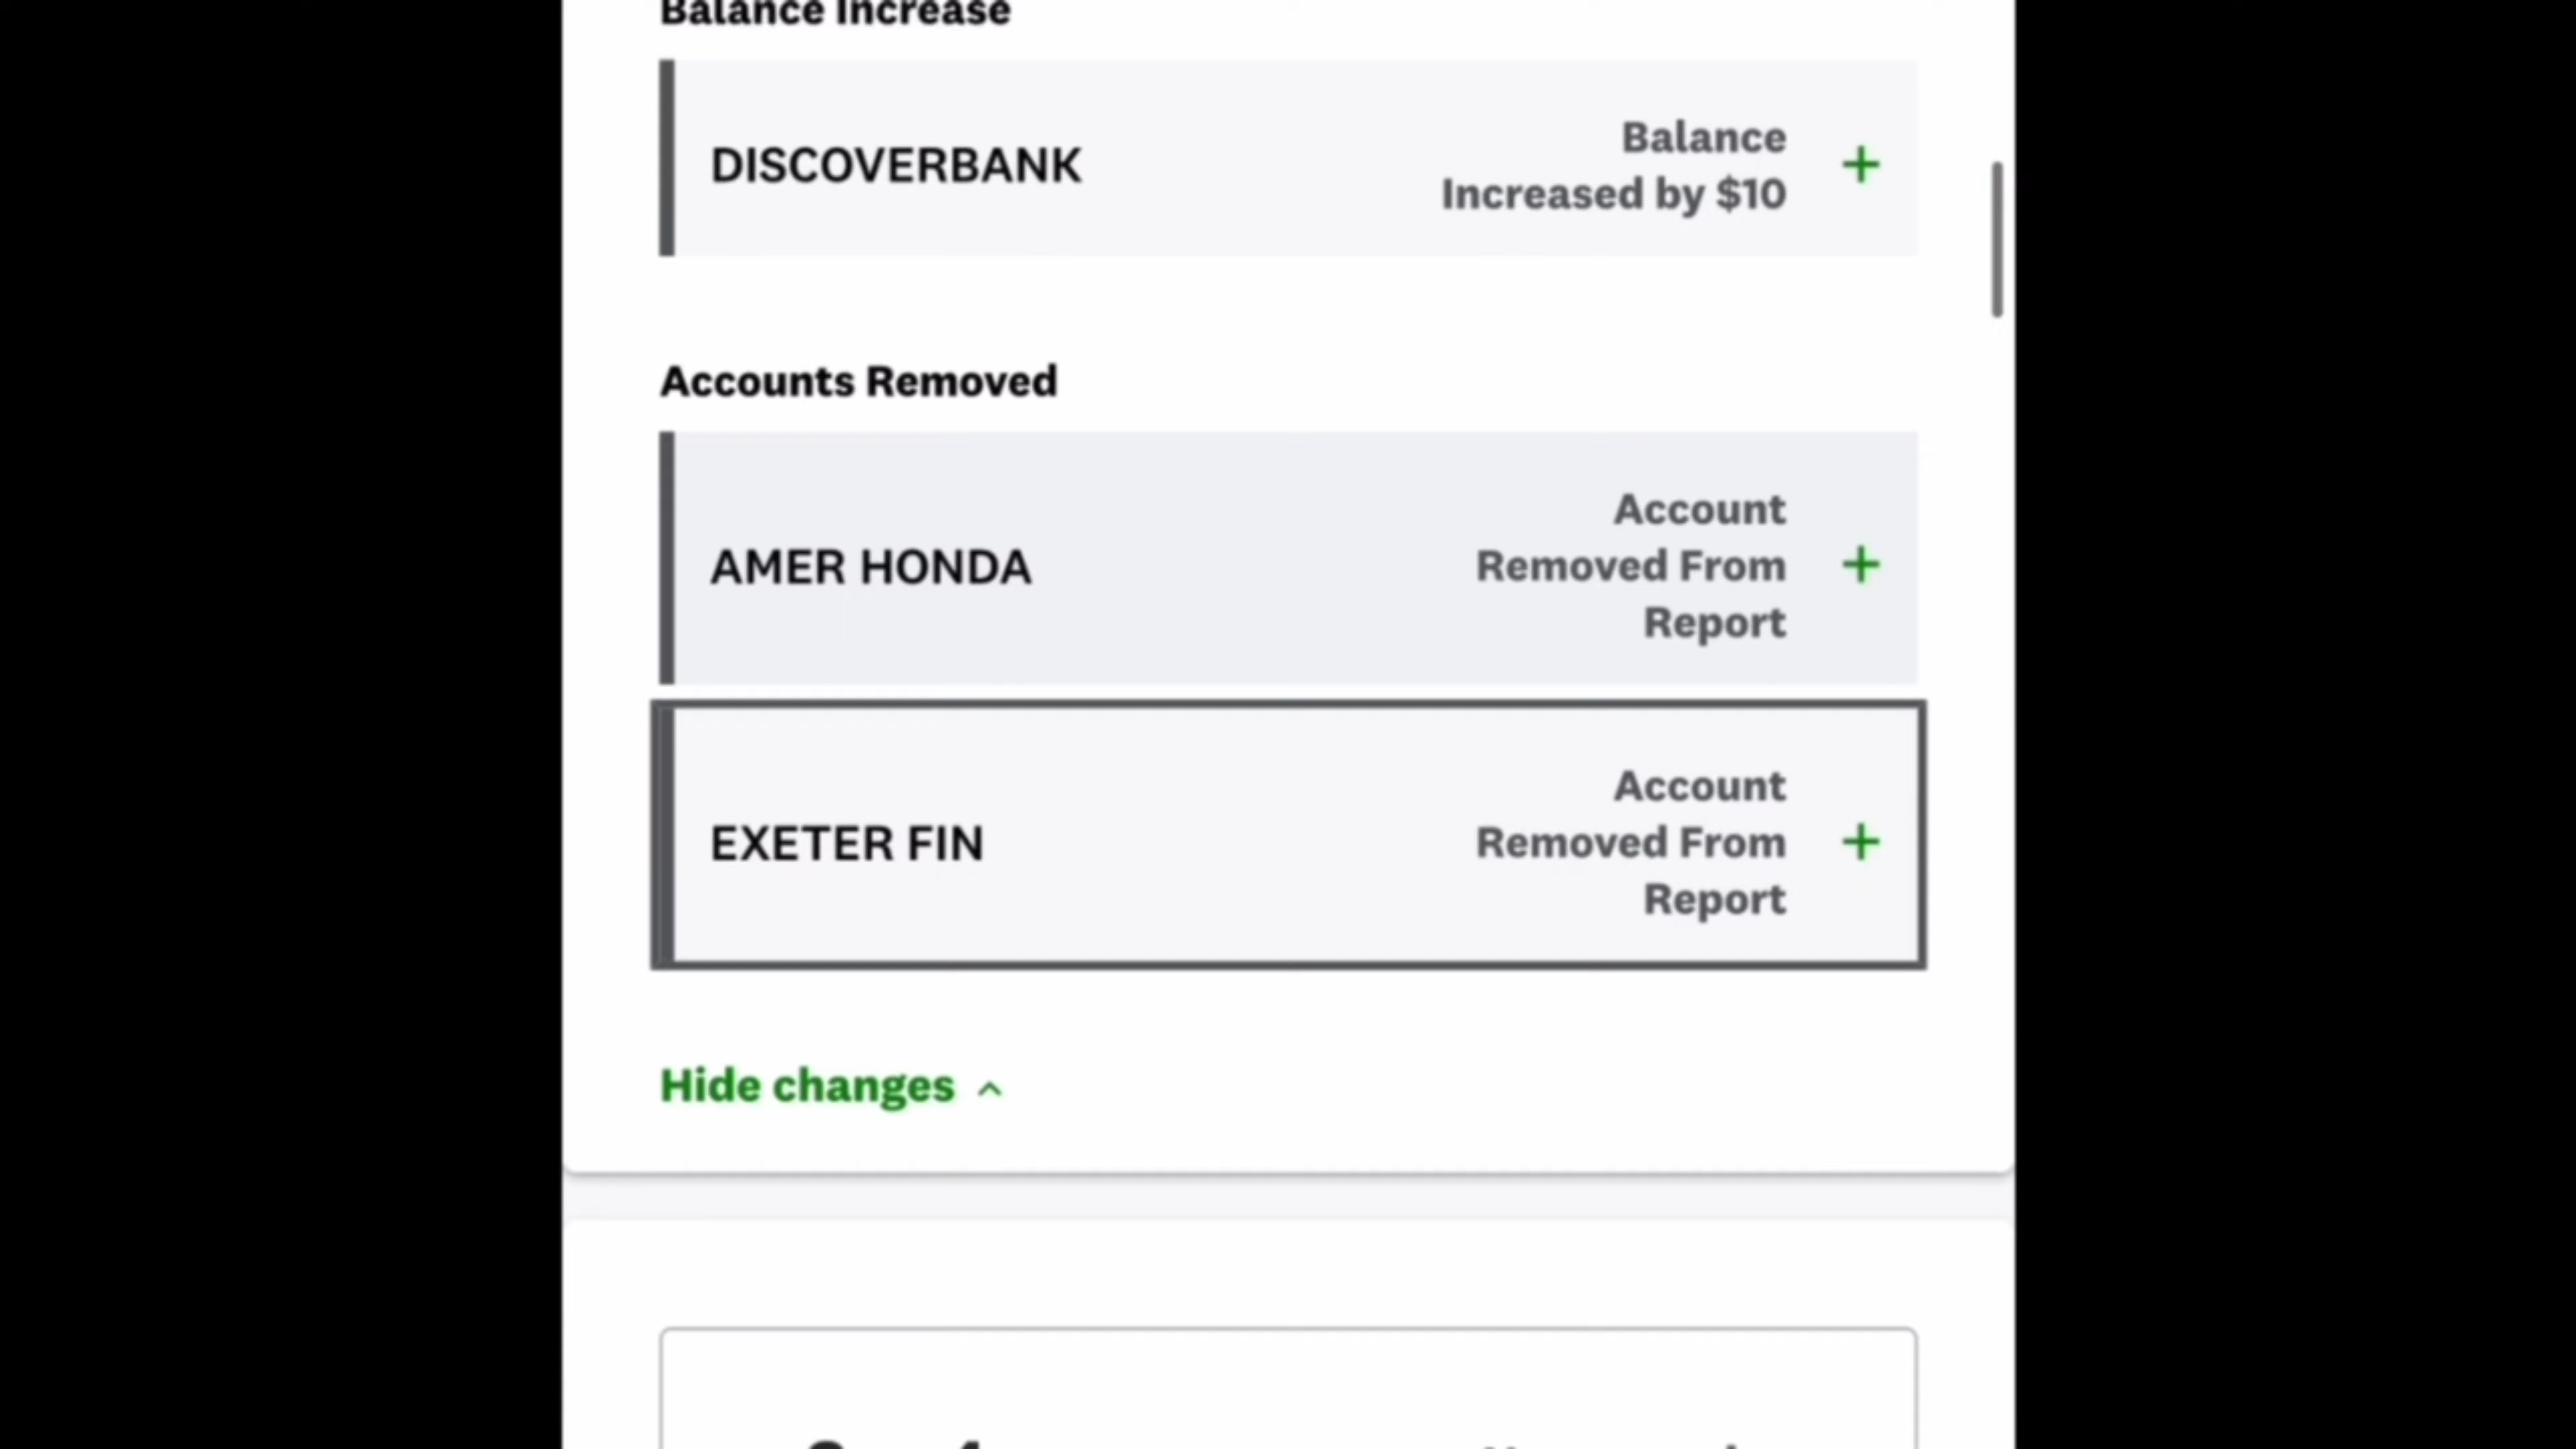 Balance Increase
DISCOVERBANK
Balance
Increased by $10
+
Accounts Removed
AMER HONDA
Account
Removed From
Report
+
EXETER FIN
Account
Removed From
Report
+
Hide changes